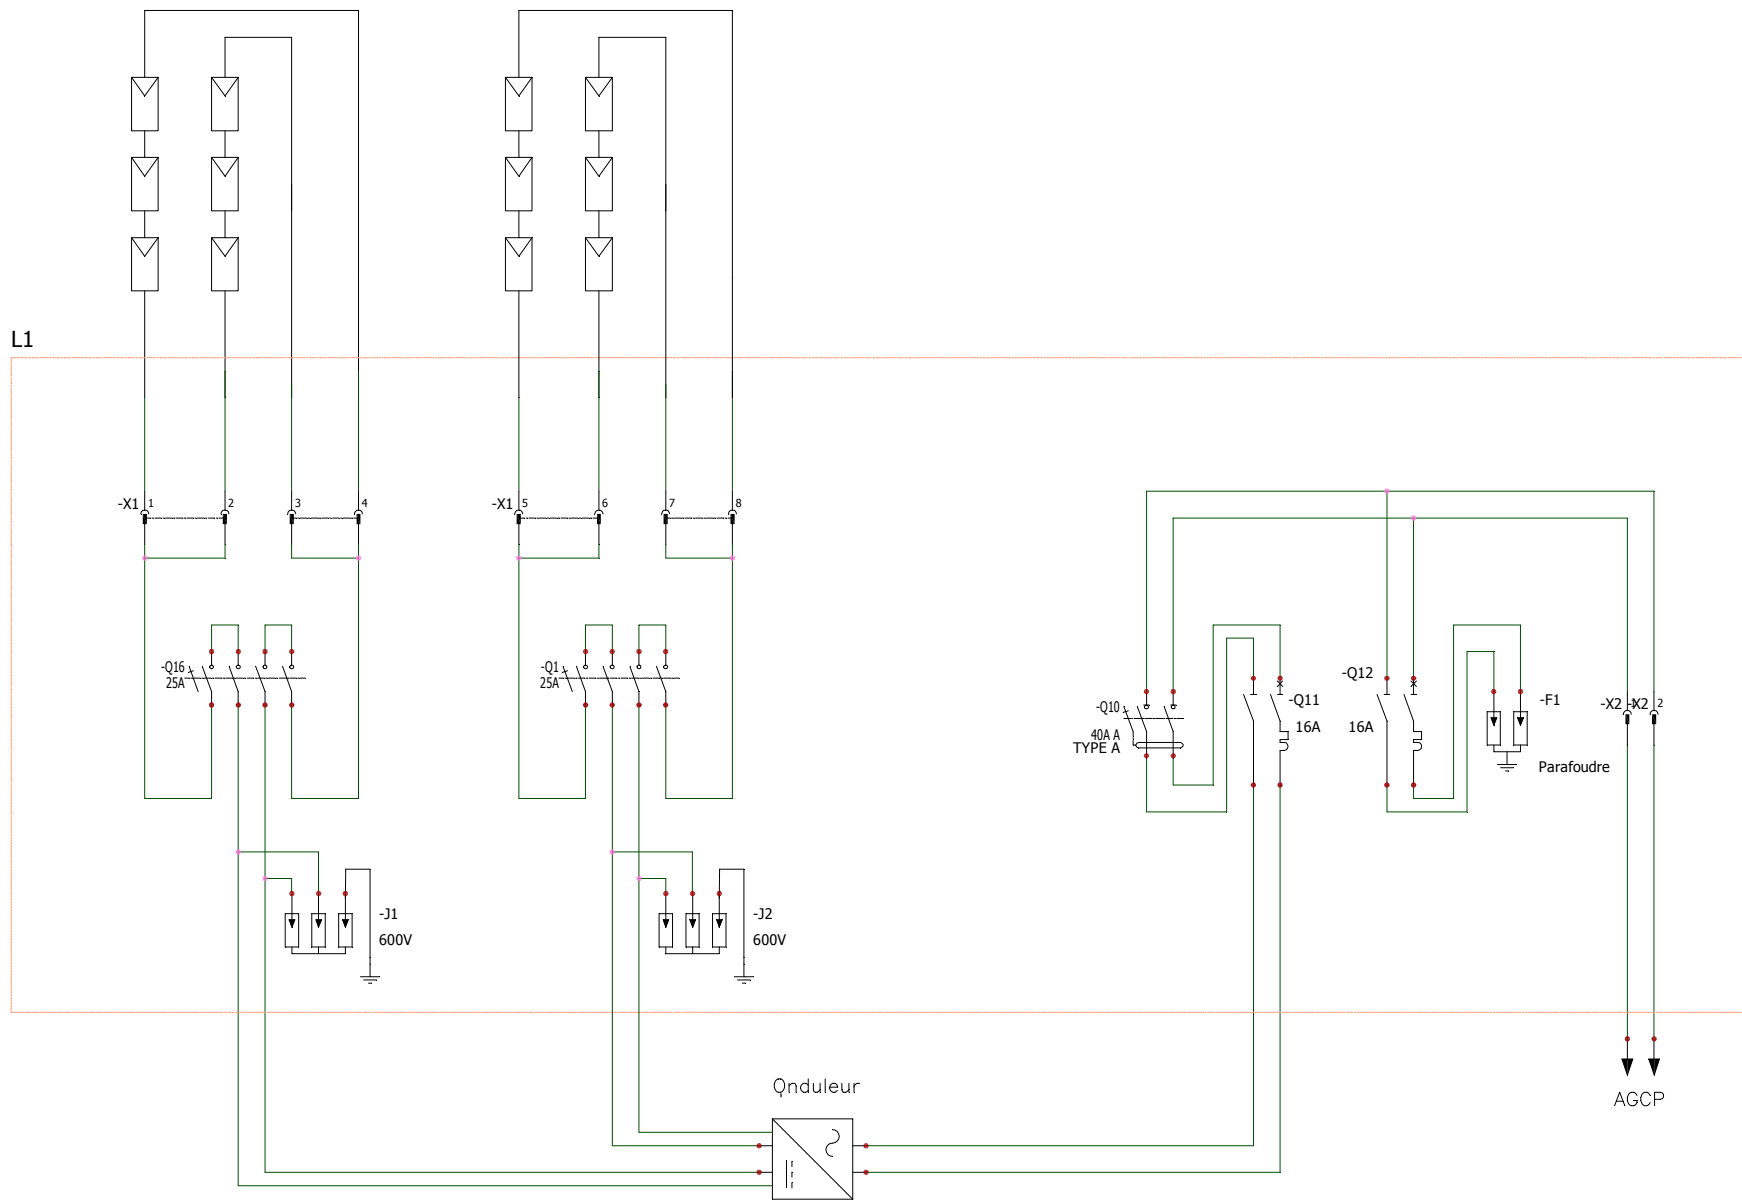 L1
-X1 1 2 3 4
-X1 5 6 7 8
-Q16
25A
-Q1
25A
-Q10
40A A
TYPE A
-Q11
16A
-Q12
16A
-F1
Parafoudre
-X2 -X2 2
-J1
600V
-J2
600V
Onduleur
AGCP